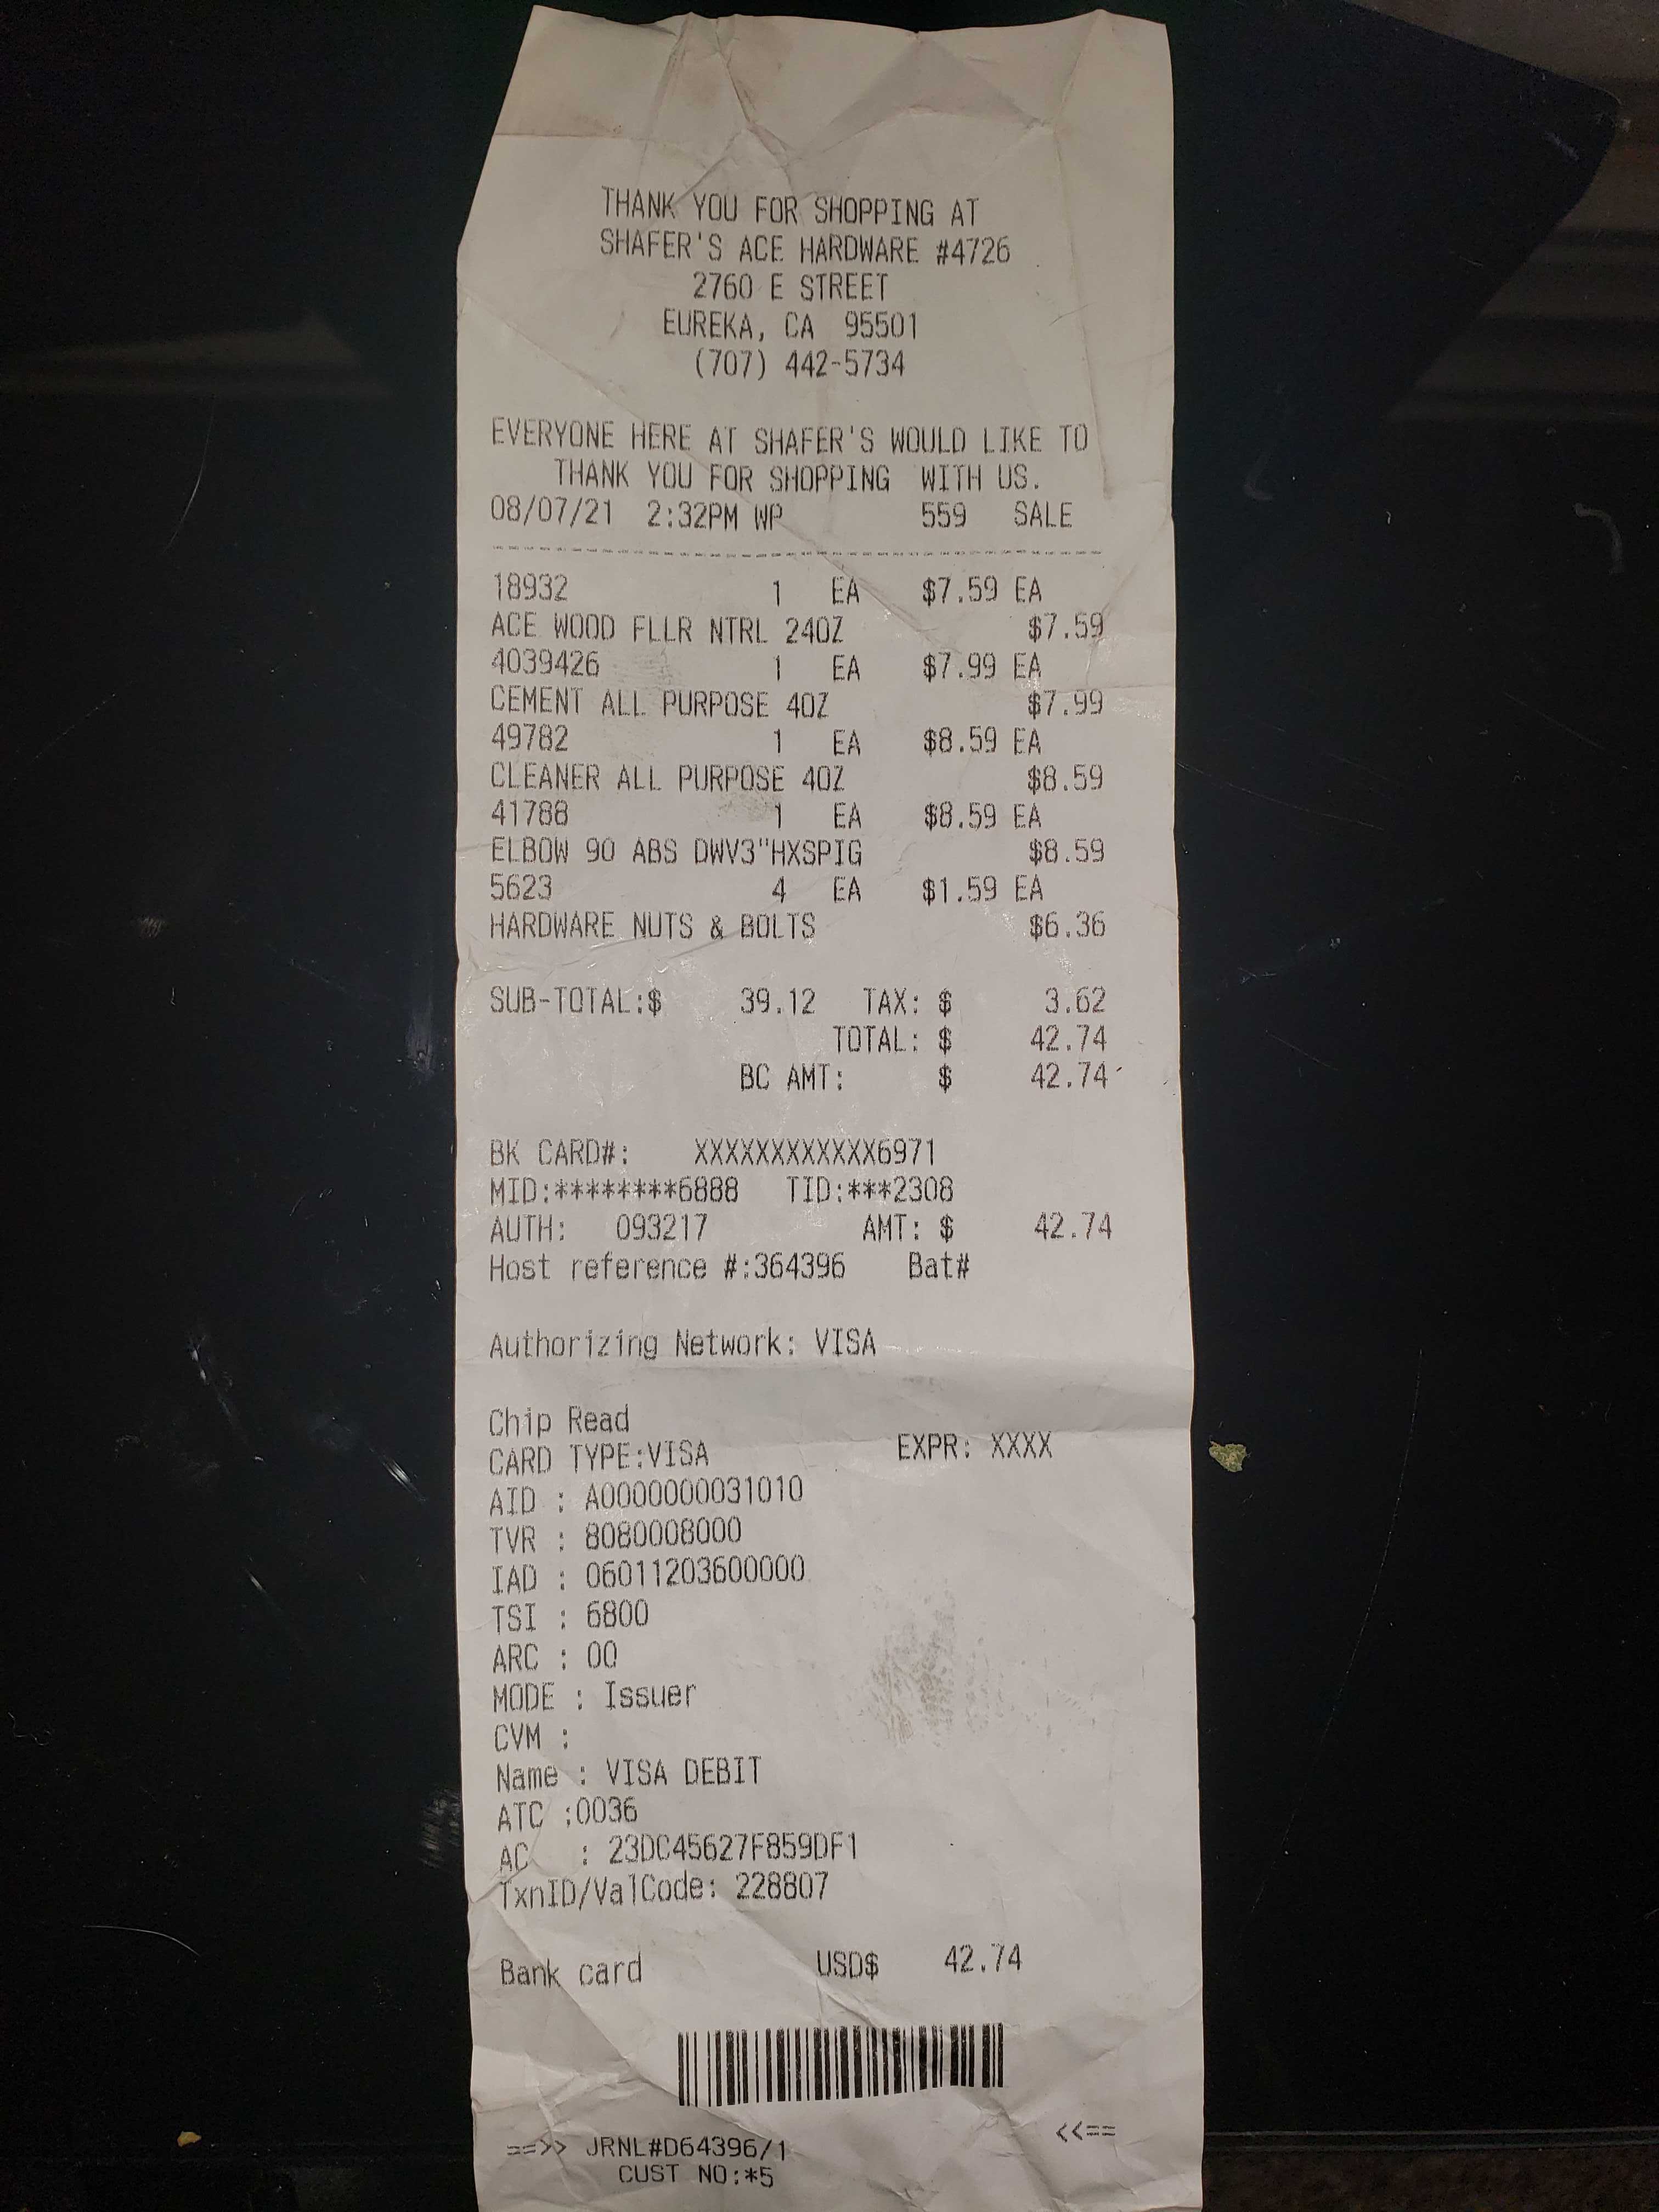 THANK YOU FOR SHOPPING AT
SHAFER'S ACE HARDWARE #4726
2760 E STREET
EUREKA, CA 95501
(707) 442-5734
EVERYONE HERE AT SHAFER'S WOULD LIKE TO
THANK YOU FOR SHOPPING WITH US.
08/07/21 2:32PM WP 559 SALE
18932 1 EA $7.59 EA
ACE WOOD FLLR NTRL 24OZ $7.59
4039426 1 EA $7.99 EA
CEMENT ALL PURPOSE 4OZ $7.99
49782 1 EA $8.59 EA
CLEANER ALL PURPOSE 4OZ $8.59
41788 1 EA $8.59 EA
ELBOW 90 ABS DWV3"HXSPIG $8.59
5623 4 EA $1.59 EA
HARDWARE NUTS & BOLTS $6.36
SUB-TOTAL:$ 39.12 TAX: $ 3.62
TOTAL: $ 42.74
BC AMT: $ 42.74
BK CARD#: XXXXXXXXXXXX6971
MID:********6888 TID:***2308
AUTH: 093217 AMT: $ 42.74
Host reference #:364396 Bat#
Authorizing Network: VISA
Chip Read
CARD TYPE:VISA EXPR: XXXX
AID : A0000000031010
TVR : 8080008000
IAD : 06011203600000
TSI : 6800
ARC : 00
MODE : Issuer
CVM :
Name : VISA DEBIT
ATC :0036
AC : 23DC45627F859DF1
TxnID/ValCode: 228807
Bank card USD$ 42.74
==>> JRNL#D64396/1 <<==
CUST NO:*5